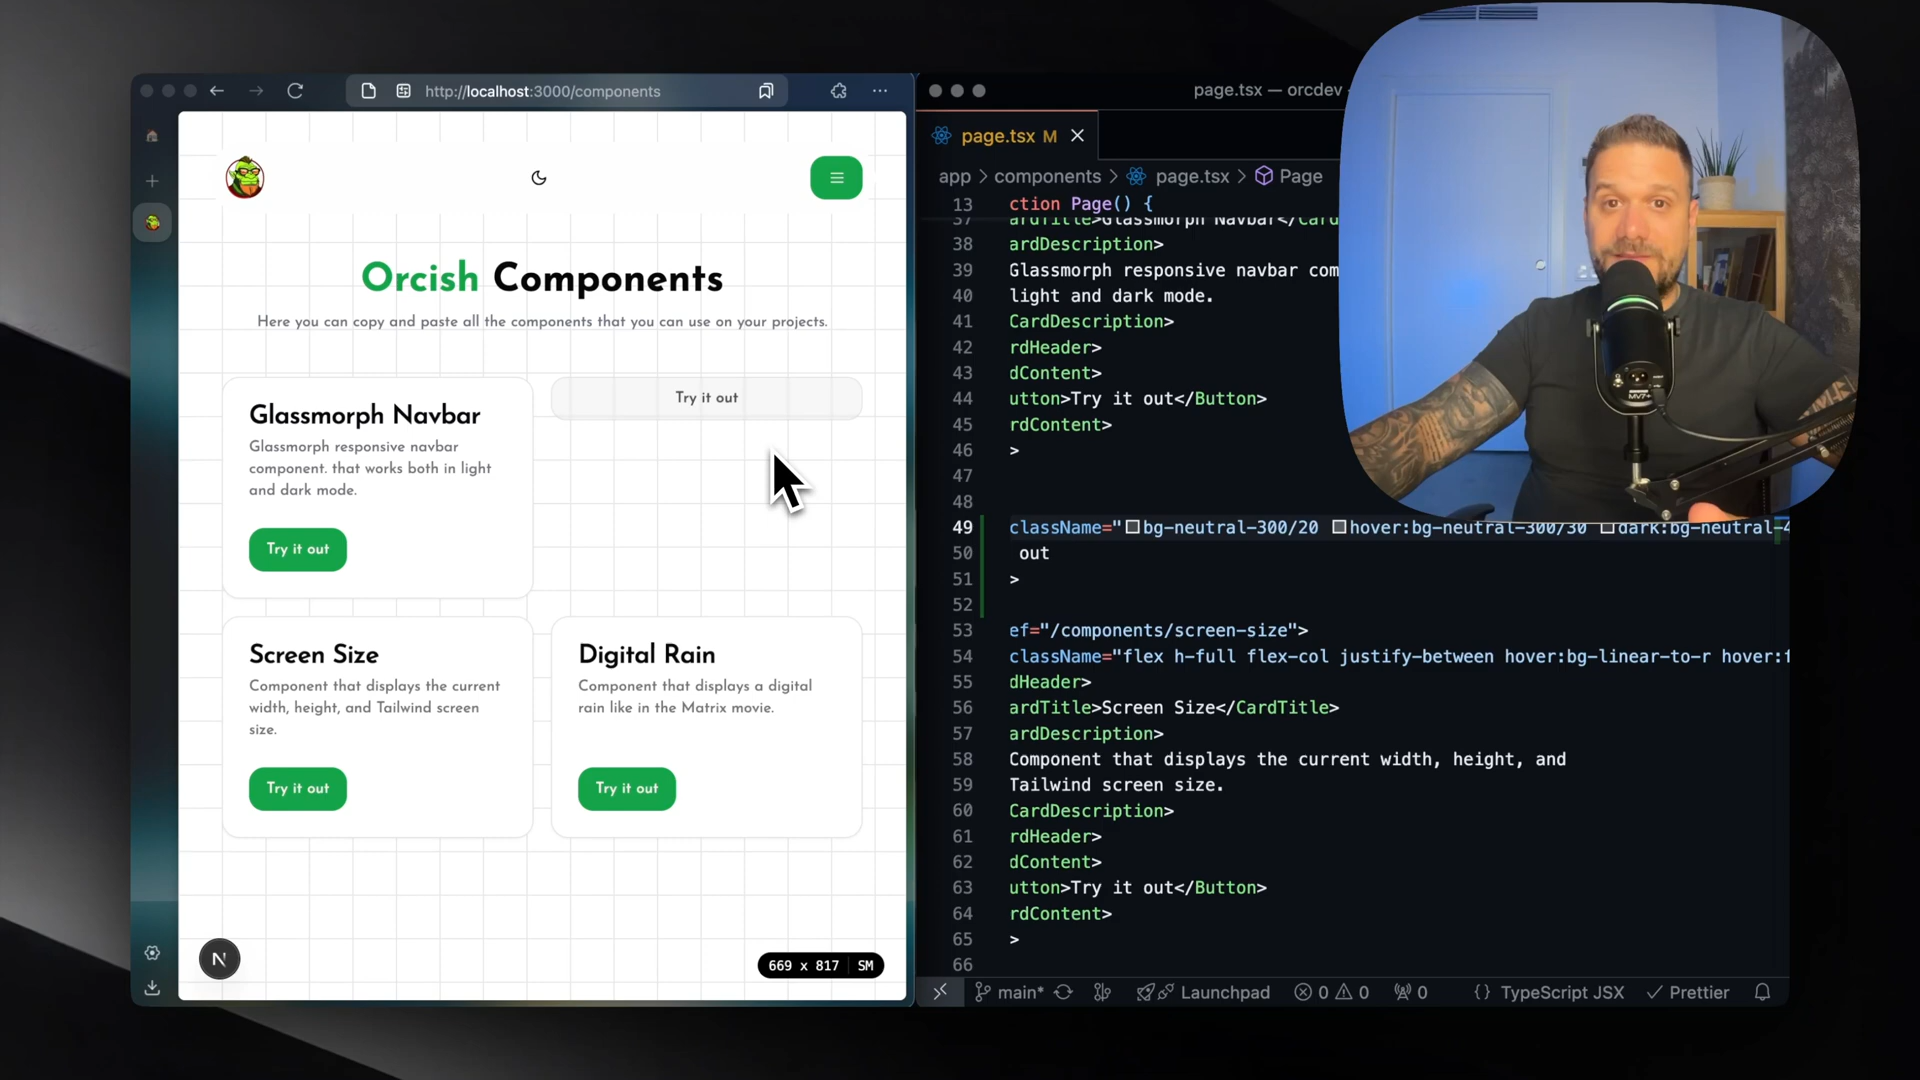 http://localhost:3000/components
Orcish Components
Here you can copy and paste all the components that you can use on your projects.
Glassmorph Navbar
Glassmorph responsive navbar
component. that works both in light
and dark mode.
Try it out
Try it out
Screen Size
Component that displays the current
width, height, and Tailwind screen
size.
Try it out
Digital Rain
Component that displays a digital
rain like in the Matrix movie.
Try it out
N
669 x 817 SM
page.tsx — orcdev
page.tsx M
app > components > page.tsx > Page
13 ction Page() {
37 ardTitle>Glassmorph Navbar</Card
38 ardDescription>
39 Glassmorph responsive navbar com
40 light and dark mode.
41 CardDescription>
42 rdHeader>
43 dContent>
44 utton>Try it out</Button>
45 rdContent>
46 >
47
48
49 className="bg-neutral-300/20 hover:bg-neutral-300/30 dark:bg-neutral-4
50 out
51 >
52
53 ef="/components/screen-size">
54 className="flex h-full flex-col justify-between hover:bg-linear-to-r hover:f
55 dHeader>
56 ardTitle>Screen Size</CardTitle>
57 ardDescription>
58 Component that displays the current width, height, and
59 Tailwind screen size.
60 CardDescription>
61 rdHeader>
62 dContent>
63 utton>Try it out</Button>
64 rdContent>
65 >
66
main* Launchpad 0 0 0 {} TypeScript JSX Prettier
MV7+